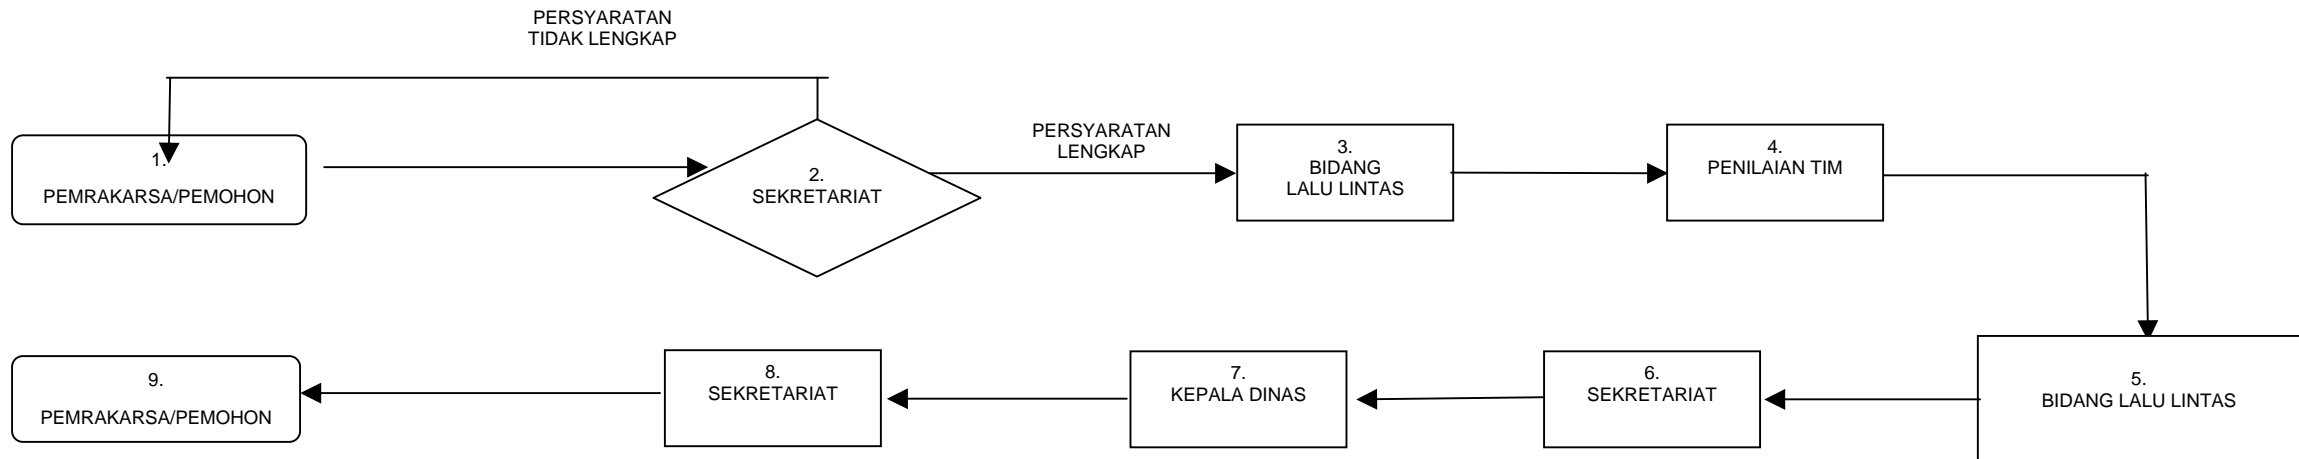 PERSYARATAN
TIDAK LENGKAP
1.
PEMRAKARSA/PEMOHON
2.
SEKRETARIAT
PERSYARATAN
LENGKAP
3.
BIDANG
LALU LINTAS
4.
PENILAIAN TIM
5.
BIDANG LALU LINTAS
6.
SEKRETARIAT
7.
KEPALA DINAS
8.
SEKRETARIAT
9.
PEMRAKARSA/PEMOHON